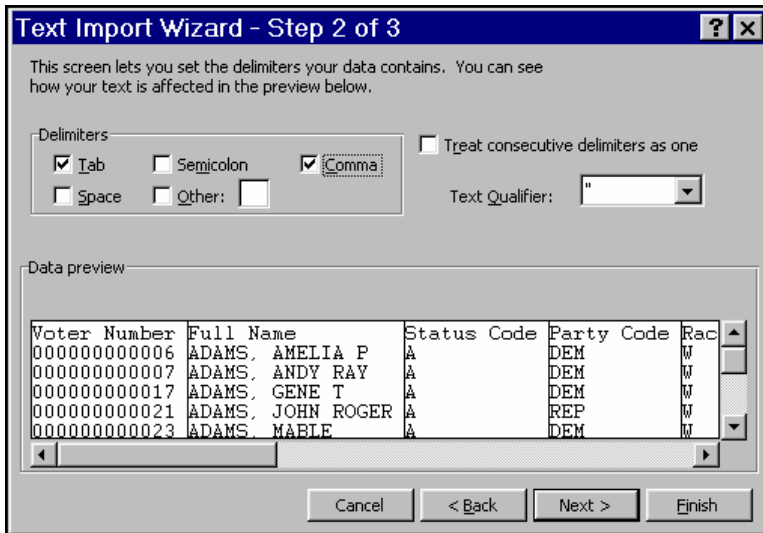 Text Import Wizard - Step 2 of 3
This screen lets you set the delimiters your data contains. You can see
how your text is affected in the preview below.
Delimiters
Tab Semicolon Comma
Space Other:
Treat consecutive delimiters as one
Text Qualifier: "
Data preview
Voter Number Full Name Status Code Party Code Rac
000000000006 ADAMS, AMELIA P A DEM W
000000000007 ADAMS, ANDY RAY A DEM W
000000000017 ADAMS, GENE T A DEM W
000000000021 ADAMS, JOHN ROGER A REP W
000000000023 ADAMS, MABLE A DEM W
Cancel < Back Next > Finish